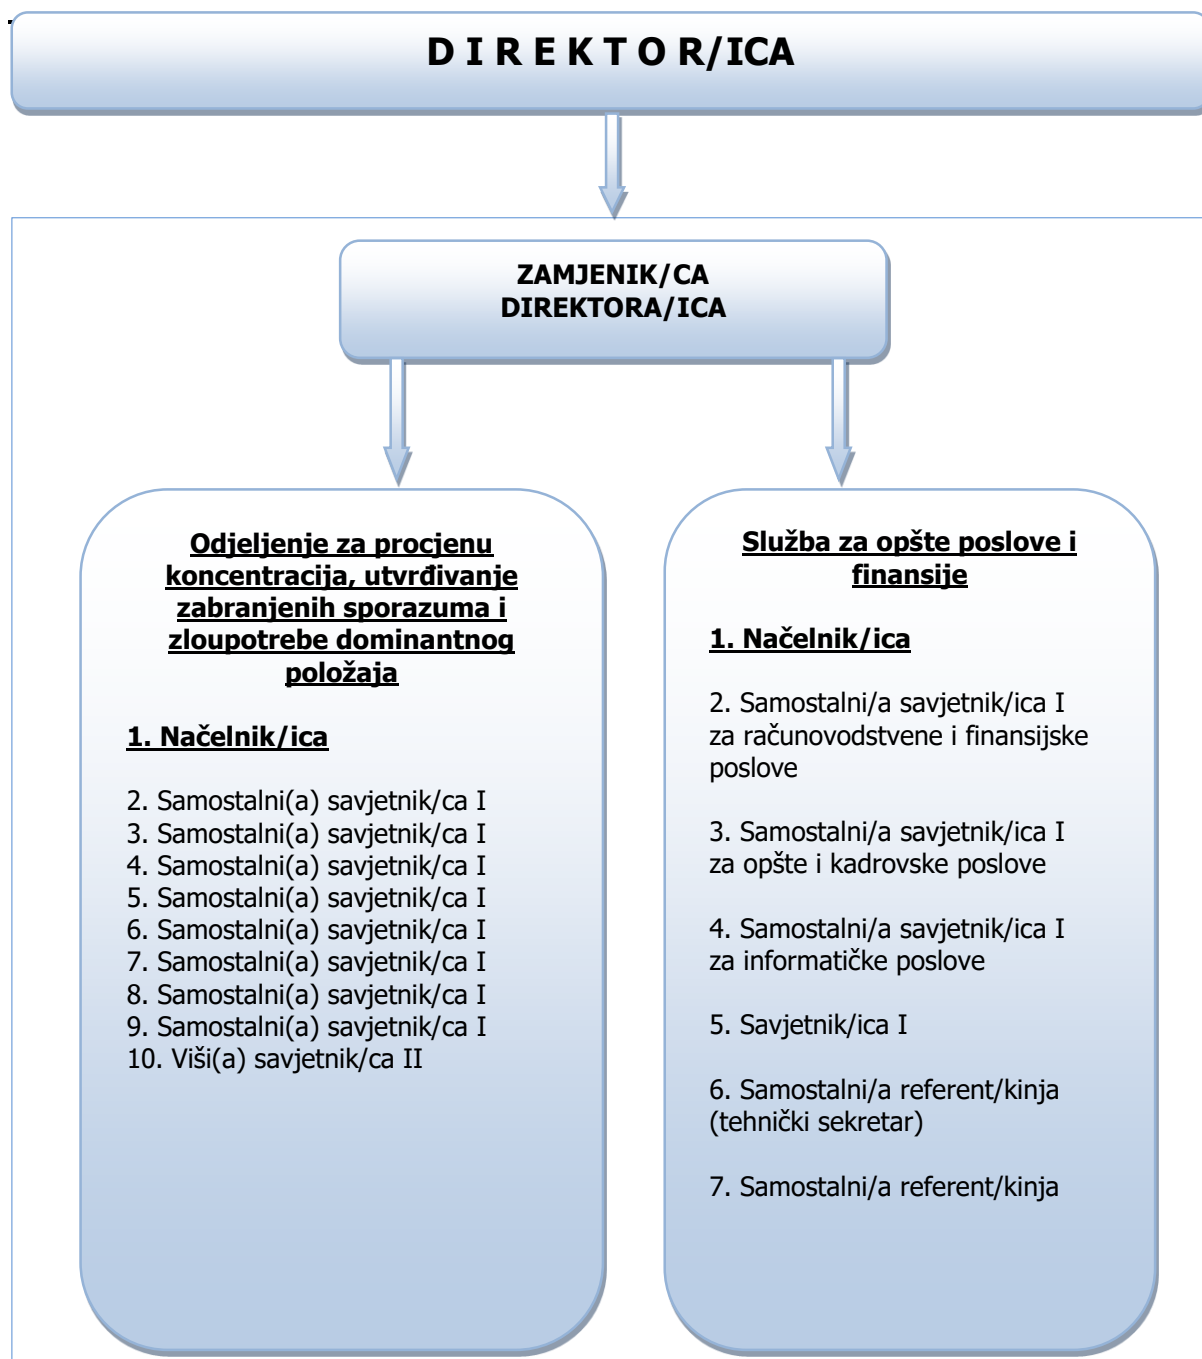 D I R E K T O R/ICA
ZAMJENIK/CA
DIREKTORA/ICA
Odjeljenje za procjenu
koncentracija, utvrđivanje
zabranjenih sporazuma i
zloupotrebe dominantnog
položaja
1. Načelnik/ica
2. Samostalni(a) savjetnik/ca I
3. Samostalni(a) savjetnik/ca I
4. Samostalni(a) savjetnik/ca I
5. Samostalni(a) savjetnik/ca I
6. Samostalni(a) savjetnik/ca I
7. Samostalni(a) savjetnik/ca I
8. Samostalni(a) savjetnik/ca I
9. Samostalni(a) savjetnik/ca I
10. Viši(a) savjetnik/ca II
Služba za opšte poslove i
finansije
1. Načelnik/ica
2. Samostalni/a savjetnik/ica I
za računovodstvene i finansijske
poslove
3. Samostalni/a savjetnik/ica I
za opšte i kadrovske poslove
4. Samostalni/a savjetnik/ica I
za informatičke poslove
5. Savjetnik/ica I
6. Samostalni/a referent/kinja
(tehnički sekretar)
7. Samostalni/a referent/kinja